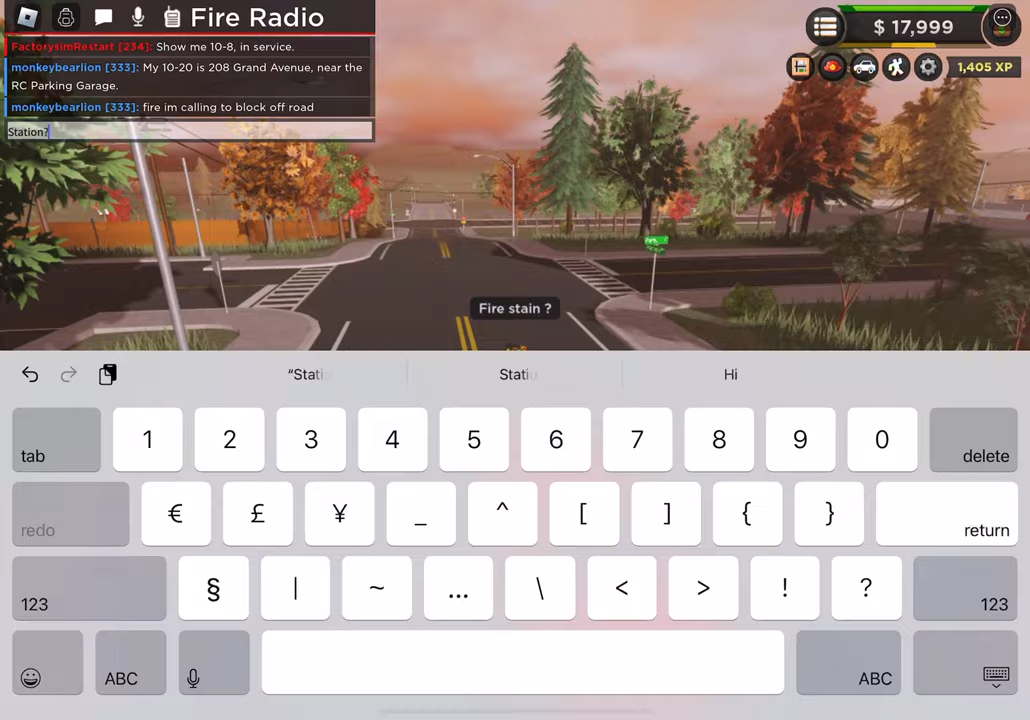 Fire Radio
FactorysimRestart [234]: Show me 10-8, in service.
monkeybearlion [333]: My 10-20 is 208 Grand Avenue, near the
RC Parking Garage.
monkeybearlion [333]: fire im calling to block off road
Station?
$ 17,999
1,405 XP
Fire stain ?
"Stati
Stati
Hi
tab 1 2 3 4 5 6 7 8 9 0 delete
redo € £ ¥ _ ^ [ ] { } return
123 § | ~ ... \ < > ! ? 123
ABC ABC